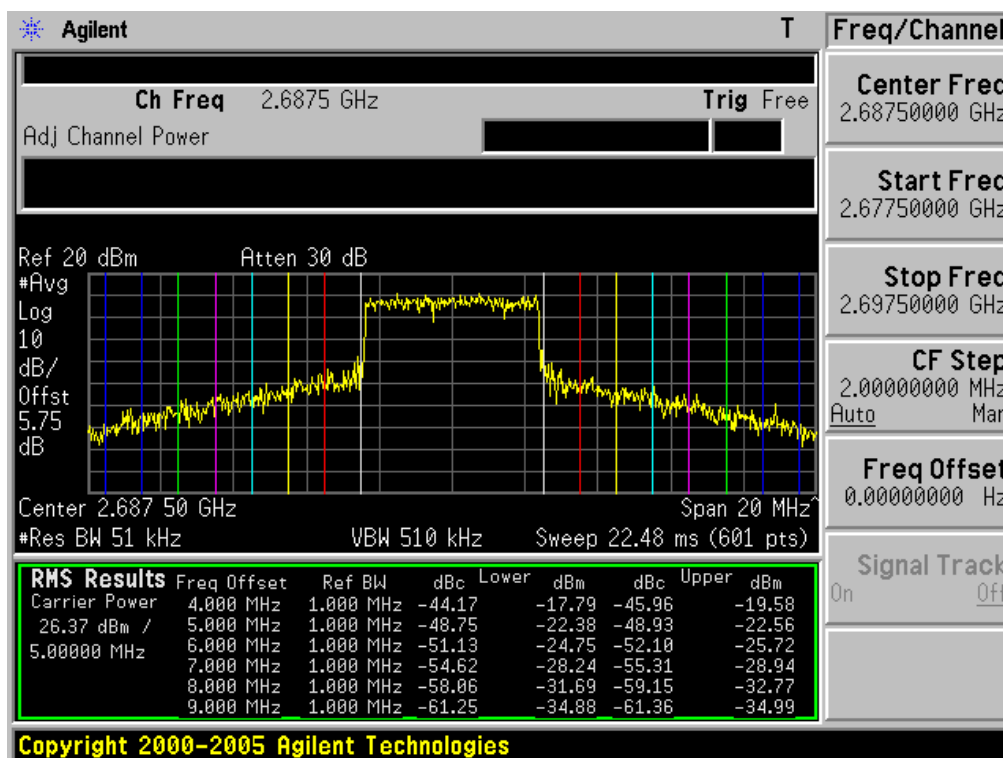 Agilent T
Ch Freq 2.6875 GHz Trig Free
Adj Channel Power
Ref 20 dBm Atten 30 dB
#Avg
Log
10
dB/
Offst
5.75
dB
Center 2.687 50 GHz Span 20 MHz^
#Res BW 51 kHz VBW 510 kHz Sweep 22.48 ms (601 pts)
RMS Results Freq Offset Ref BW dBc Lower dBm dBc Upper dBm
Carrier Power 4.000 MHz 1.000 MHz -44.17 -17.79 -45.96 -19.58
26.37 dBm / 5.000 MHz 1.000 MHz -48.75 -22.38 -48.93 -22.56
5.00000 MHz 6.000 MHz 1.000 MHz -51.13 -24.75 -52.10 -25.72
7.000 MHz 1.000 MHz -54.62 -28.24 -55.31 -28.94
8.000 MHz 1.000 MHz -58.06 -31.69 -59.15 -32.77
9.000 MHz 1.000 MHz -61.25 -34.88 -61.36 -34.99
Copyright 2000-2005 Agilent Technologies
Freq/Channel
Center Freq
2.68750000 GHz
Start Freq
2.67750000 GHz
Stop Freq
2.69750000 GHz
CF Step
2.00000000 MHz
Auto Man
Freq Offset
0.00000000 Hz
Signal Track
On Off